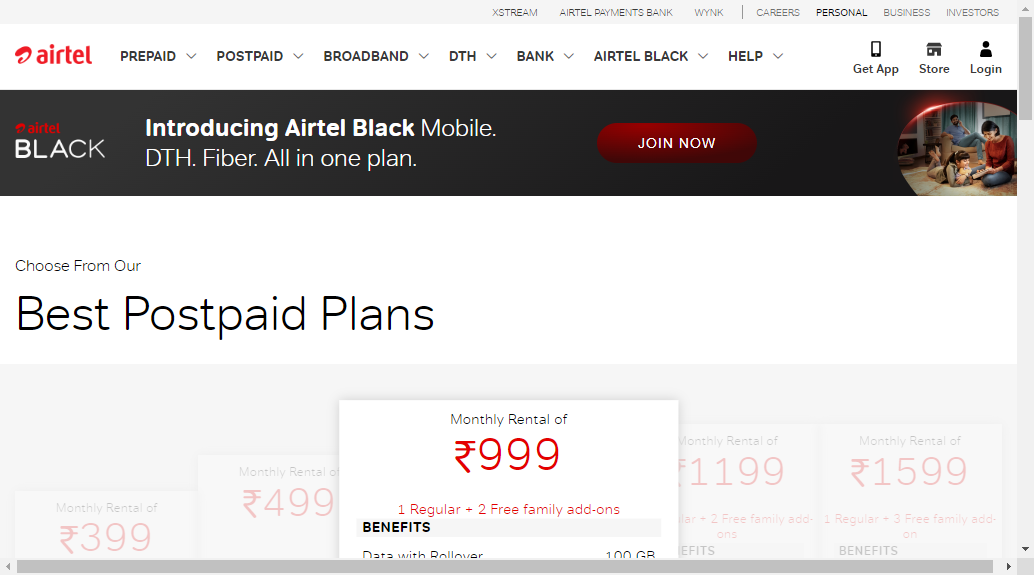 XSTREAM AIRTEL PAYMENTS BANK WYNK CAREERS PERSONAL BUSINESS INVESTORS
airtel PREPAID POSTPAID BROADBAND DTH BANK AIRTEL BLACK HELP Get App Store Login
airtel
BLACK
Introducing Airtel Black Mobile.
DTH. Fiber. All in one plan.
JOIN NOW
Choose From Our
Best Postpaid Plans
Monthly Rental of
₹399
Monthly Rental of
₹499
Monthly Rental of
₹999
1 Regular + 2 Free family add-ons
BENEFITS
Data with Rollover 100 GB
Monthly Rental of
₹1199
+ 2 Free family add-
ons
Monthly Rental of
₹1599
1 Regular + 3 Free family add-
on
BENEFITS